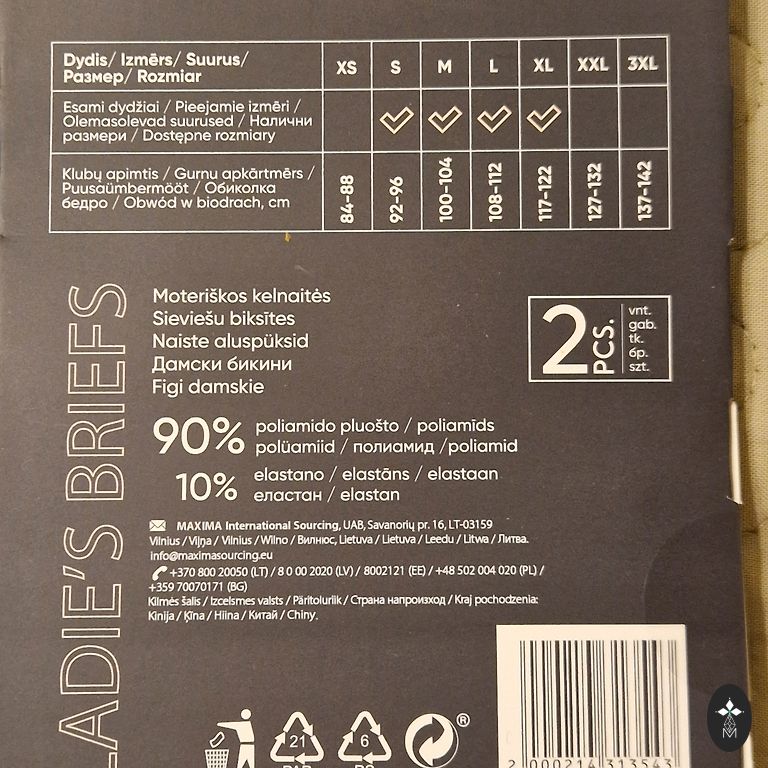 Dydis/ Izmērs/ Suurus/
Размер/ Rozmiar
XS S M L XL XXL 3XL
Esami dydžiai / Pieejamie izmēri /
Olemasolevad suurused / Налични
размери / Dostępne rozmiary
Klubų apimtis / Gurnu apkārtmērs /
Puusaümbermõõt / Обиколка
бедро / Obwód w biodrach, cm
84-88 92-96 100-104 108-112 117-122 127-132 137-142
LADIE'S BRIEFS
Moteriškos kelnaitės
Sieviešu biksītes
Naiste aluspüksid
Дамски бикини
Figi damskie
2 PCS.
vnt.
gab.
tk.
бр.
szt.
90% poliamido pluošto / poliamīds
polüamiid / полиамид /poliamid
10% elastano / elastāns / elastaan
еластан / elastan
MAXIMA International Sourcing, UAB, Savanorių pr. 16, LT-03159
Vilnius / Viļņa / Vilnius / Wilno / Вилнюс, Lietuva / Lietuva / Leedu / Litwa / Литва.
info@maximasourcing.eu
+370 800 20050 (LT) / 8 0 00 2020 (LV) / 8002121 (EE) / +48 502 004 020 (PL) /
+359 70070171 (BG)
Kilmės šalis / Izcelsmes valsts / Päritoluriik / Страна напроизход / Kraj pochodzenia:
Kinija / Ķīna / Hiina / Китай / Chiny.
21
6
®
2 000214 313543
M